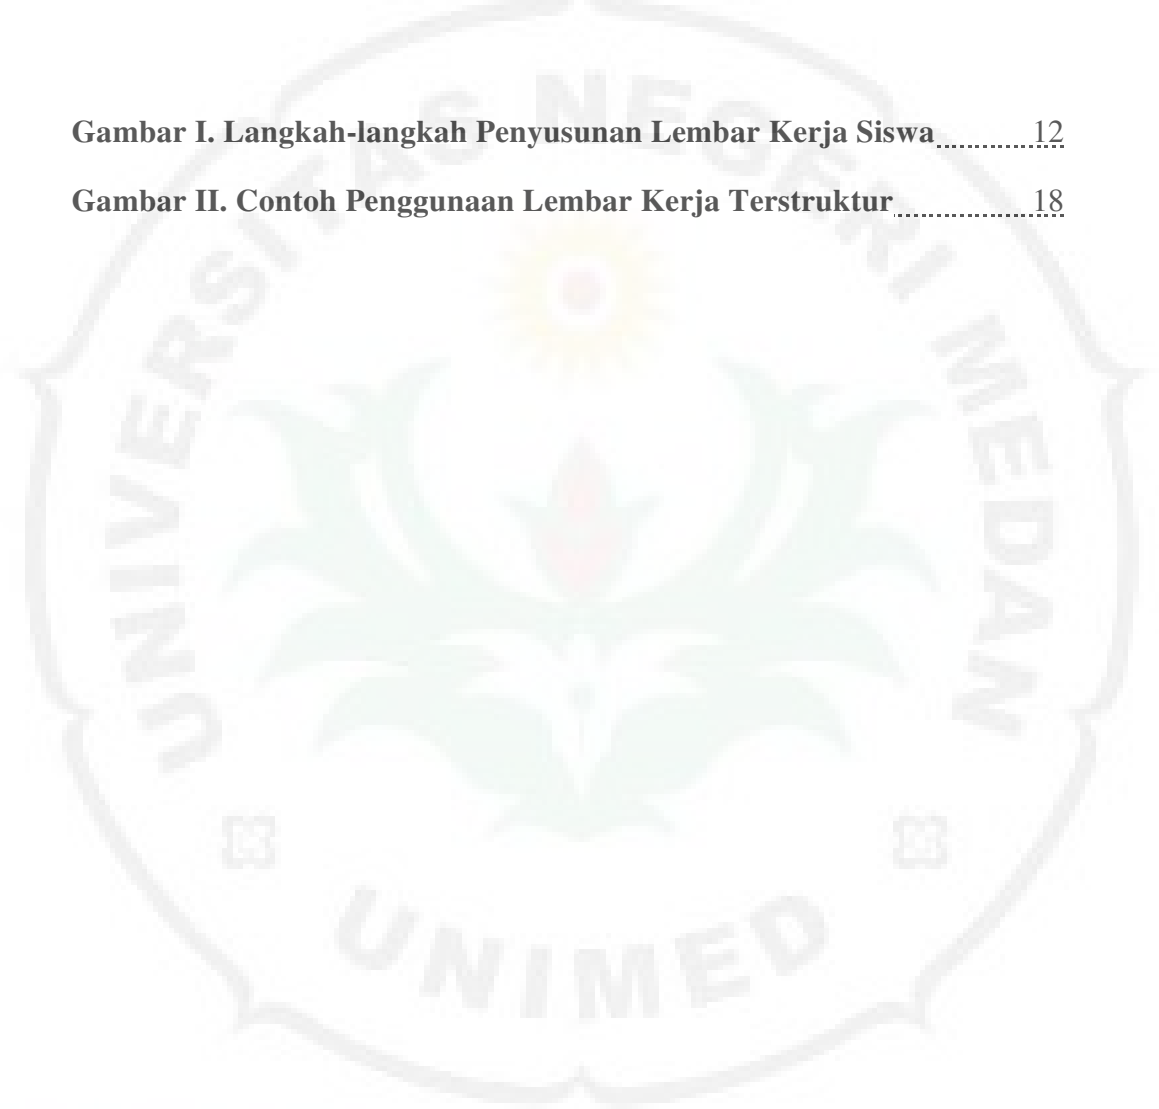 Gambar I. Langkah-langkah Penyusunan Lembar Kerja Siswa.............12
Gambar II. Contoh Penggunaan Lembar Kerja Terstruktur..................18
UNIVERSITAS NEGERI MEDAN
UNIMED